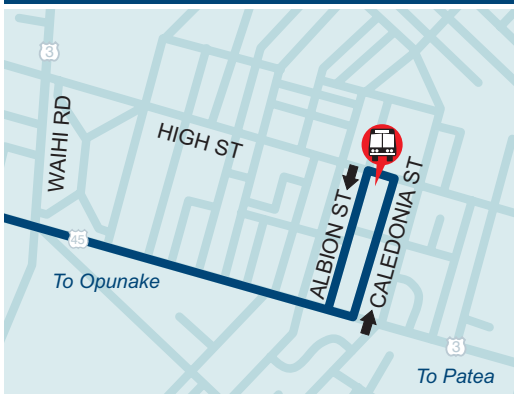 3
WAIHI RD
HIGH ST
ALBION ST
CALEDONIA ST
45
To Opunake
3
To Patea